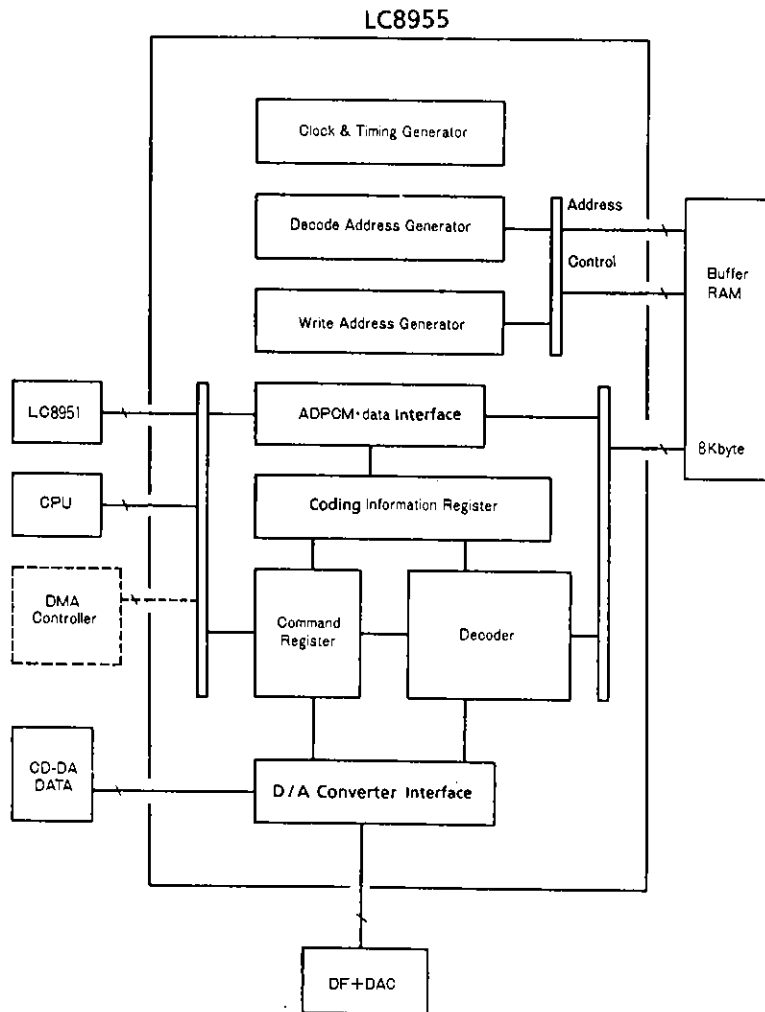 LC8955
Clock & Timing Generator
Decode Address Generator
Address
Control
Buffer
RAM
Write Address Generator
LC8951
ADPCM·data Interface
8Kbyte
CPU
Coding Information Register
DMA
Controller
Command
Register
Decoder
CD-DA
DATA
D/A Converter Interface
DF+DAC